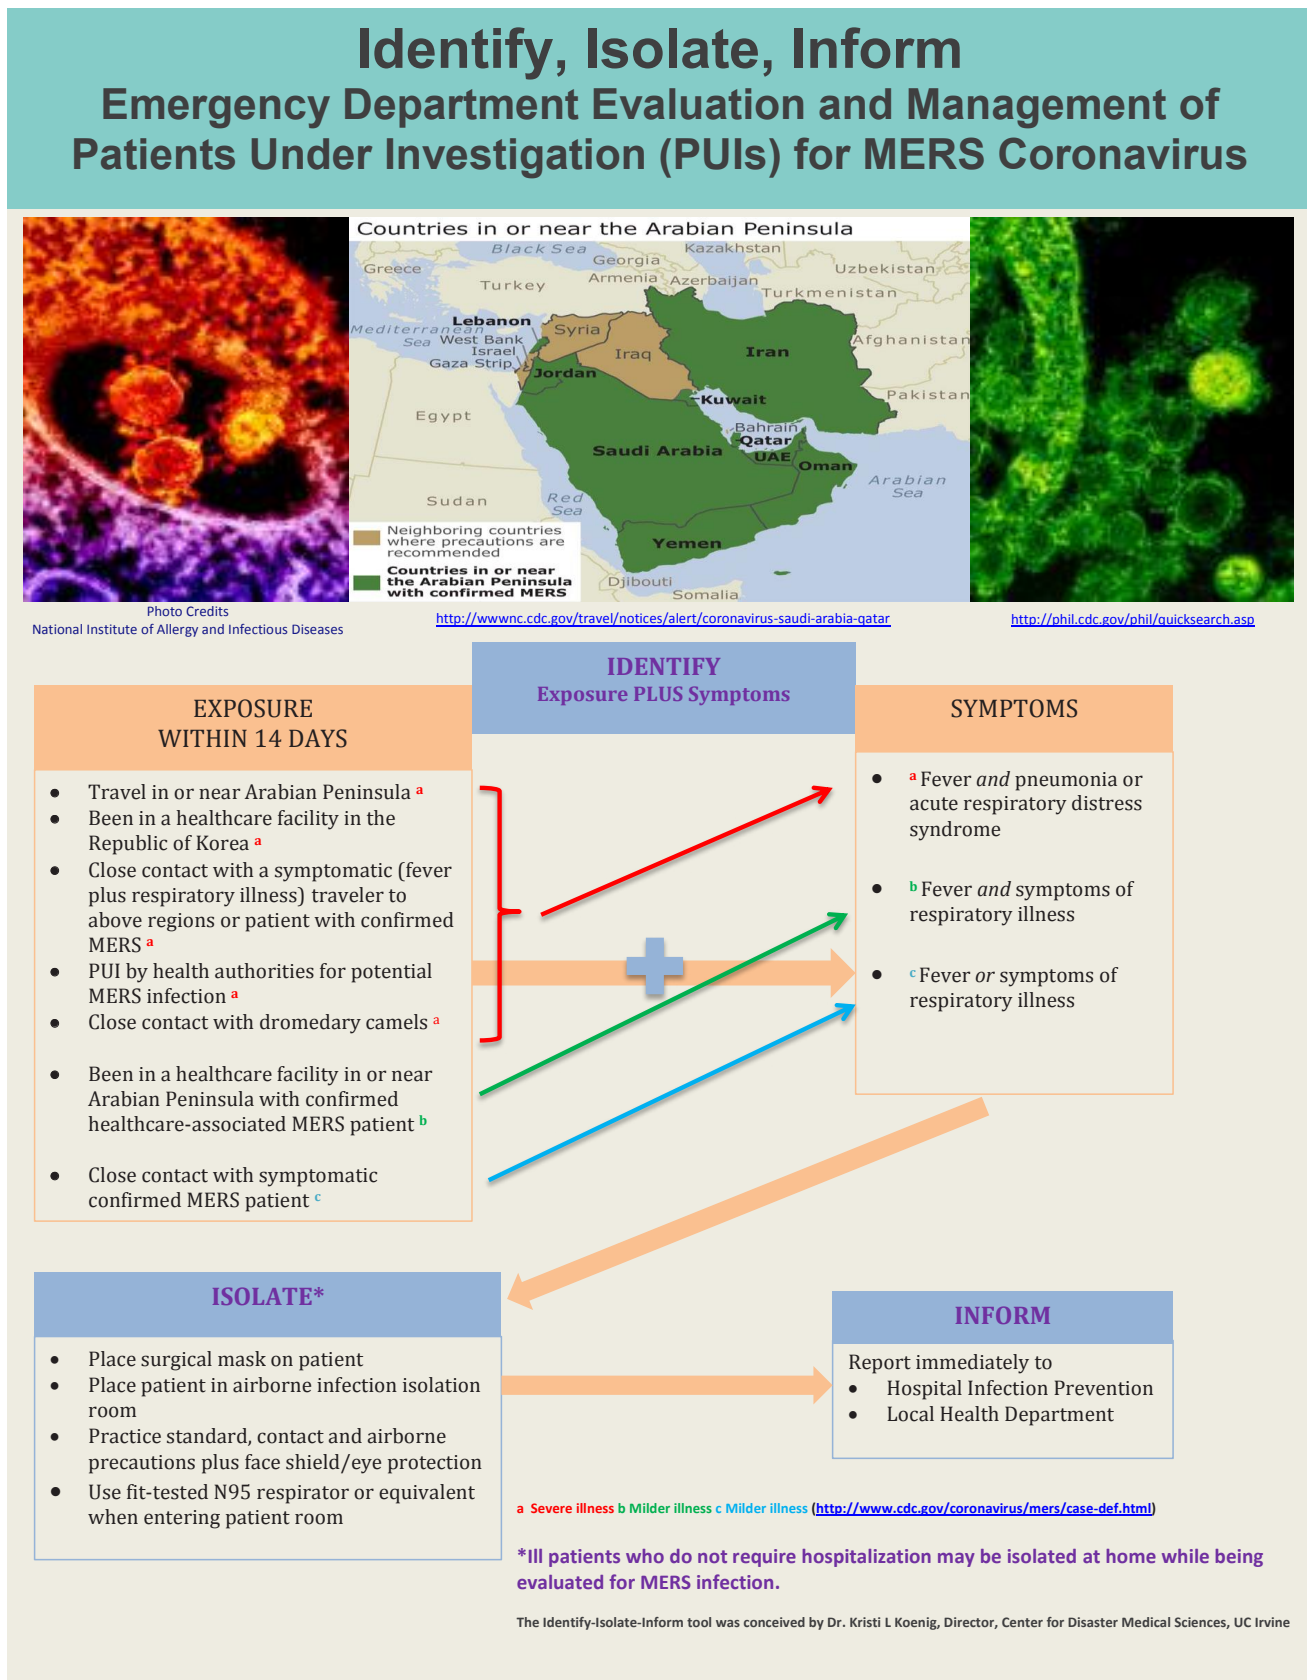 Identify, Isolate, Inform
Emergency Department Evaluation and Management of
Patients Under Investigation (PUIs) for MERS Coronavirus
Countries in or near the Arabian Peninsula
Black Sea
Kazakhstan
Georgia
Greece
Uzbekistan
Armenia
Azerbaijan
Turkey
Turkmenistan
Lebanon
Mediterranean
Sea
Syria
West Bank
Israel
Gaza Strip
Iraq
Iran
Afghanistan
Jordan
Kuwait
Pakistan
Egypt
Bahrain
Qatar
Saudi Arabia
UAE
Oman
Arabian
Sea
Sudan
Red
Sea
Yemen
Djibouti
Somalia
Neighboring countries
where precautions are
recommended
Countries in or near
the Arabian Peninsula
with confirmed MERS
Photo Credits
National Institute of Allergy and Infectious Diseases
http://wwwnc.cdc.gov/travel/notices/alert/coronavirus-saudi-arabia-qatar
http://phil.cdc.gov/phil/quicksearch.asp
IDENTIFY
Exposure PLUS Symptoms
EXPOSURE
WITHIN 14 DAYS
● Travel in or near Arabian Peninsula a
● Been in a healthcare facility in the
Republic of Korea a
● Close contact with a symptomatic (fever
plus respiratory illness) traveler to
above regions or patient with confirmed
MERS a
● PUI by health authorities for potential
MERS infection a
● Close contact with dromedary camels a
● Been in a healthcare facility in or near
Arabian Peninsula with confirmed
healthcare-associated MERS patient b
● Close contact with symptomatic
confirmed MERS patient c
SYMPTOMS
● a Fever and pneumonia or
acute respiratory distress
syndrome
● b Fever and symptoms of
respiratory illness
● c Fever or symptoms of
respiratory illness
ISOLATE*
● Place surgical mask on patient
● Place patient in airborne infection isolation
room
● Practice standard, contact and airborne
precautions plus face shield/eye protection
● Use fit-tested N95 respirator or equivalent
when entering patient room
INFORM
Report immediately to
● Hospital Infection Prevention
● Local Health Department
a Severe illness b Milder illness c Milder illness (http://www.cdc.gov/coronavirus/mers/case-def.html)
*Ill patients who do not require hospitalization may be isolated at home while being
evaluated for MERS infection.
The Identify-Isolate-Inform tool was conceived by Dr. Kristi L Koenig, Director, Center for Disaster Medical Sciences, UC Irvine